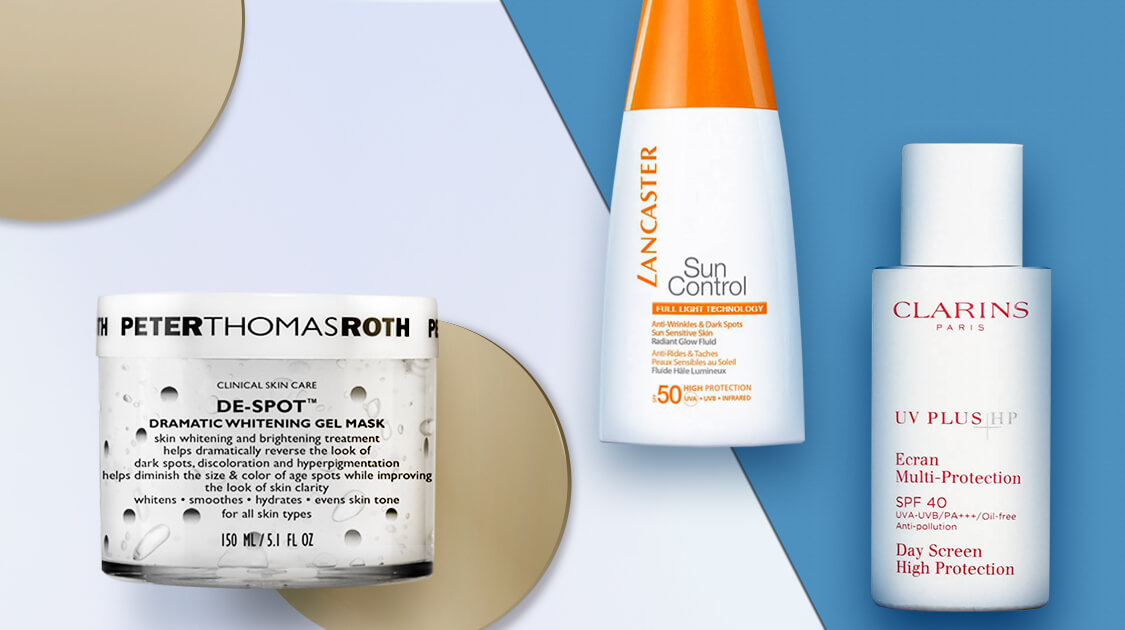 PETERTHOMASROTH
CLINICAL SKIN CARE
DE-SPOT™
DRAMATIC WHITENING GEL MASK
skin whitening and brightening treatment
helps dramatically reverse the look of
dark spots, discoloration and hyperpigmentation
helps diminish the size & color of age spots while improving
the look of skin clarity
whitens • smoothes • hydrates • evens skin tone
for all skin types
150 ML/5.1 FL OZ
LANCASTER
Sun
Control
FULL LIGHT TECHNOLOGY
Anti-Wrinkles & Dark Spots
Sun Sensitive Skin
Radiant Glow Fluid
Anti-Rides & Taches
Peaux Sensibles au Soleil
Fluide Hâle Lumineux
SPF 50 HIGH PROTECTION
UVA • UVB • INFRARED
CLARINS
PARIS
UV PLUS HP
Ecran
Multi-Protection
SPF 40
UVA-UVB/PA+++/Oil-free
Anti-pollution
Day Screen
High Protection